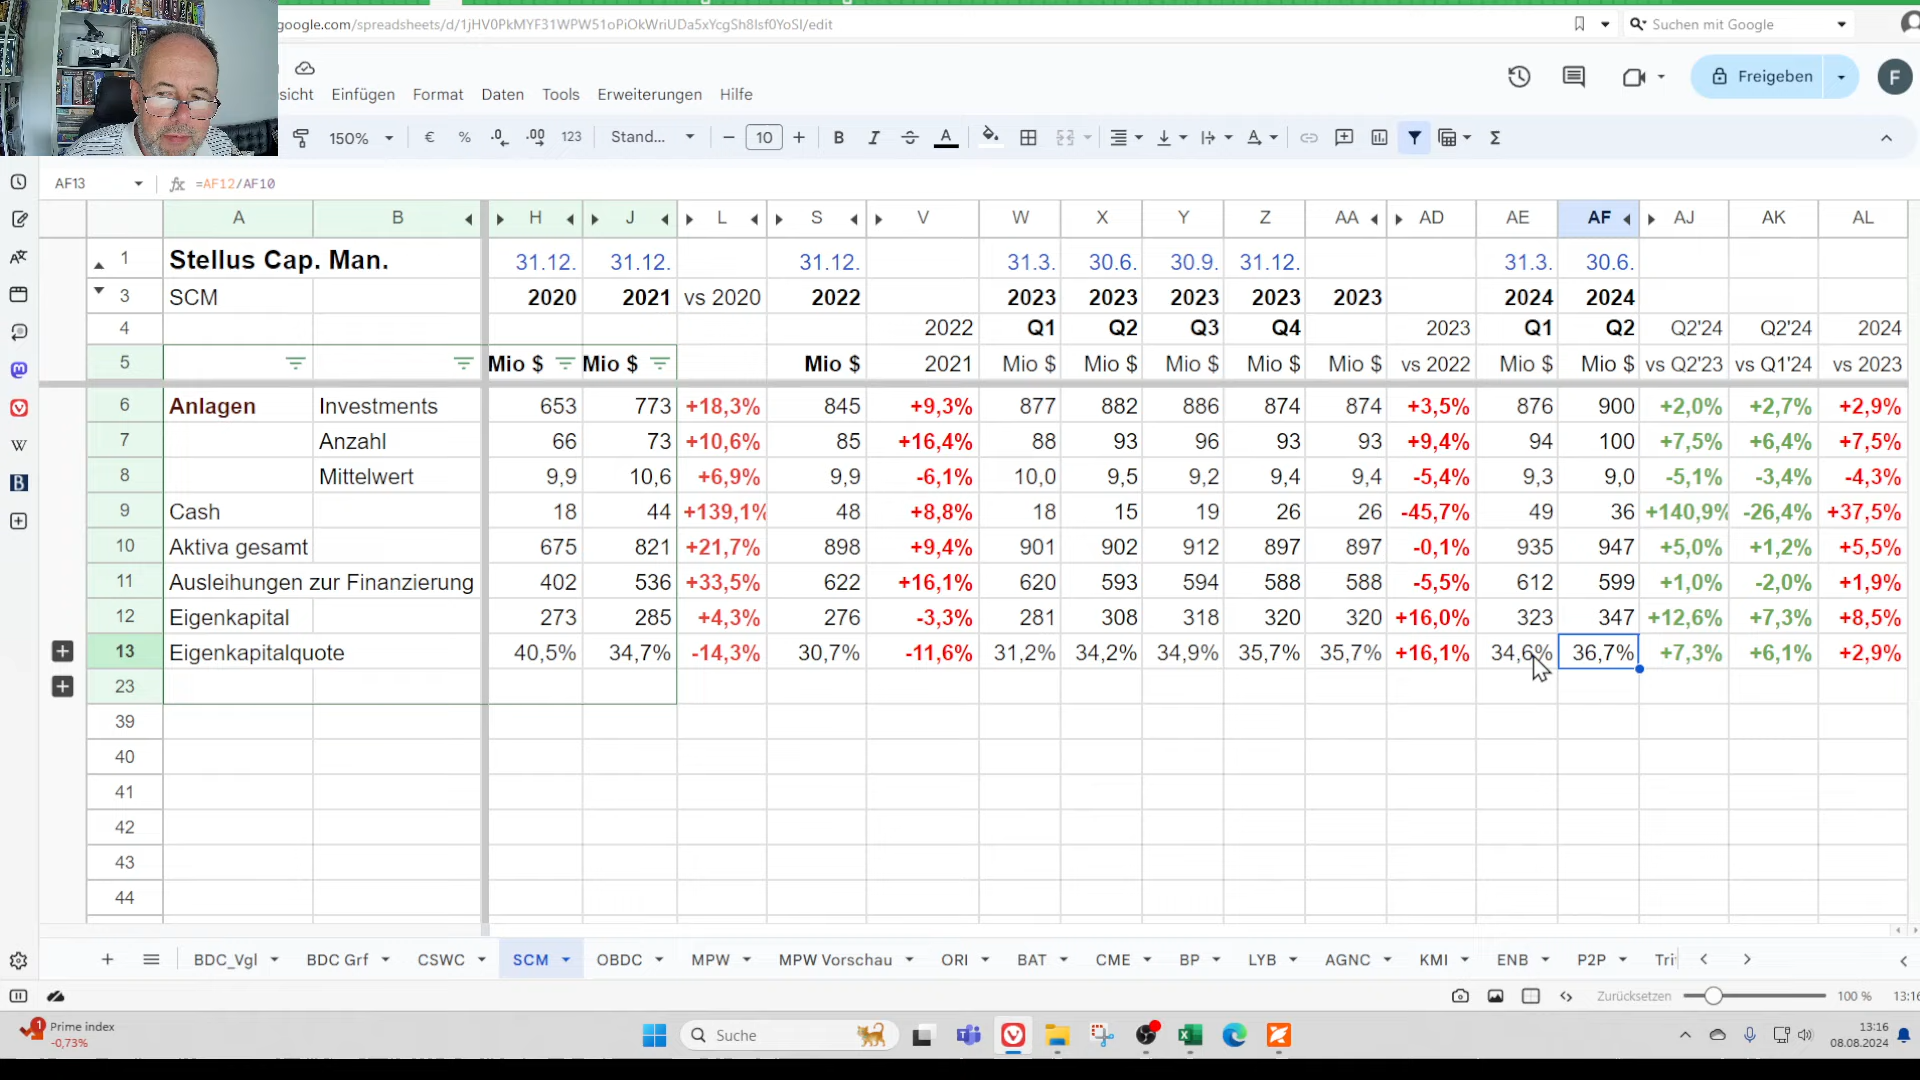 google.com/spreadsheets/d/1jHV0PkMYF31WPW51oPiOkWriUDa5xYcgSh8lsf0YoSI/edit
Suchen mit Google
sicht Einfügen Format Daten Tools Erweiterungen Hilfe
Freigeben F
150% € % .0 .00 123 Stand... − 10 + B I A Σ
AF13 fx =AF12/AF10
A B H J L S V W X Y Z AA AD AE AF AJ AK AL
1 Stellus Cap. Man. 31.12. 31.12. 31.12. 31.3. 30.6. 30.9. 31.12. 31.3. 30.6.
3 SCM 2020 2021 vs 2020 2022 2023 2023 2023 2023 2023 2024 2024
4 2022 Q1 Q2 Q3 Q4 2023 Q1 Q2 Q2'24 Q2'24 2024
5 Mio $ Mio $ Mio $ 2021 Mio $ Mio $ Mio $ Mio $ Mio $ vs 2022 Mio $ Mio $ vs Q2'23 vs Q1'24 vs 2023
6 Anlagen Investments 653 773 +18,3% 845 +9,3% 877 882 886 874 874 +3,5% 876 900 +2,0% +2,7% +2,9%
7 Anzahl 66 73 +10,6% 85 +16,4% 88 93 96 93 93 +9,4% 94 100 +7,5% +6,4% +7,5%
8 Mittelwert 9,9 10,6 +6,9% 9,9 -6,1% 10,0 9,5 9,2 9,4 9,4 -5,4% 9,3 9,0 -5,1% -3,4% -4,3%
9 Cash 18 44 +139,1% 48 +8,8% 18 15 19 26 26 -45,7% 49 36 +140,9% -26,4% +37,5%
10 Aktiva gesamt 675 821 +21,7% 898 +9,4% 901 902 912 897 897 -0,1% 935 947 +5,0% +1,2% +5,5%
11 Ausleihungen zur Finanzierung 402 536 +33,5% 622 +16,1% 620 593 594 588 588 -5,5% 612 599 +1,0% -2,0% +1,9%
12 Eigenkapital 273 285 +4,3% 276 -3,3% 281 308 318 320 320 +16,0% 323 347 +12,6% +7,3% +8,5%
13 Eigenkapitalquote 40,5% 34,7% -14,3% 30,7% -11,6% 31,2% 34,2% 34,9% 35,7% 35,7% +16,1% 34,6% 36,7% +7,3% +6,1% +2,9%
23
39
40
41
42
43
44
BDC_Vgl BDC Grf CSWC SCM OBDC MPW MPW Vorschau ORI BAT CME BP LYB AGNC KMI ENB P2P Tri
Zurücksetzen 100 % 13:16
1 Prime index
-0,73%
Suche
13:16
08.08.2024